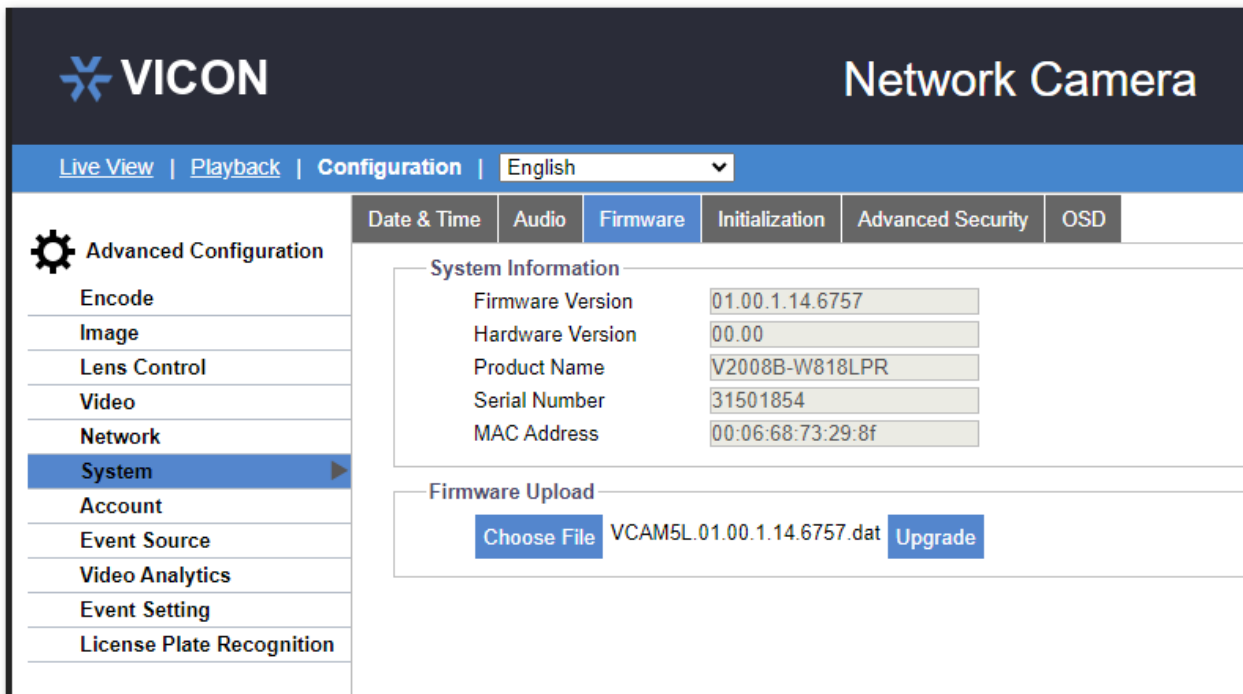 VICON
Network Camera
Live View | Playback | Configuration | English
Date & Time Audio Firmware Initialization Advanced Security OSD
Advanced Configuration
Encode
Image
Lens Control
Video
Network
System
Account
Event Source
Video Analytics
Event Setting
License Plate Recognition
System Information
Firmware Version 01.00.1.14.6757
Hardware Version 00.00
Product Name V2008B-W818LPR
Serial Number 31501854
MAC Address 00:06:68:73:29:8f
Firmware Upload
Choose File VCAM5L.01.00.1.14.6757.dat Upgrade